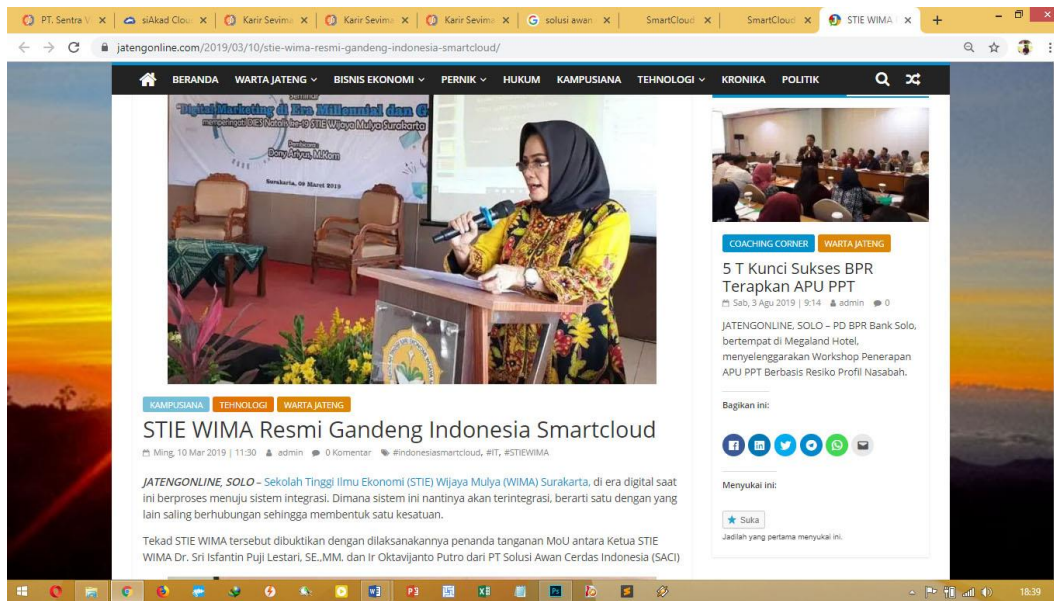 PT. Sentra V
siAkad Clou
Karir Sevima
Karir Sevima
Karir Sevima
solusi awan
SmartCloud
SmartCloud
STIE WIMA
jatengonline.com/2019/03/10/stie-wima-resmi-gandeng-indonesia-smartcloud/
BERANDA WARTA JATENG BISNIS EKONOMI PERNIK HUKUM KAMPUSIANA TEHNOLOGI KRONIKA POLITIK
Seminar
"Digital Marketing di Era Millennial dan G
memperingati DIES Natalis ke-19 STIE Wijaya Mulya Surakarta
Dony Ariyus, M.Kom
Surakarta, 09 Maret 2019
KAMPUSIANA TEHNOLOGI WARTA JATENG
STIE WIMA Resmi Gandeng Indonesia Smartcloud
Ming, 10 Mar 2019 | 11:30 admin 0 Komentar #indonesiasmartcloud, #IT, #STIEWIMA
JATENGONLINE, SOLO – Sekolah Tinggi Ilmu Ekonomi (STIE) Wijaya Mulya (WIMA) Surakarta, di era digital saat
ini berproses menuju sistem integrasi. Dimana sistem ini nantinya akan terintegrasi, berarti satu dengan yang
lain saling berhubungan sehingga membentuk satu kesatuan.
Tekad STIE WIMA tersebut dibuktikan dengan dilaksanakannya penanda tanganan MoU antara Ketua STIE
WIMA Dr. Sri Isfantin Puji Lestari, SE.,MM. dan Ir Oktavijanto Putro dari PT Solusi Awan Cerdas Indonesia (SACI)
COACHING CORNER WARTA JATENG
5 T Kunci Sukses BPR
Terapkan APU PPT
Sab, 3 Agu 2019 | 9:14 admin 0
JATENGONLINE, SOLO – PD BPR Bank Solo,
bertempat di Megaland Hotel,
menyelenggarakan Workshop Penerapan
APU PPT Berbasis Resiko Profil Nasabah.
Bagikan ini:
Menyukai ini:
Suka
Jadilah yang pertama menyukai ini.
18:39